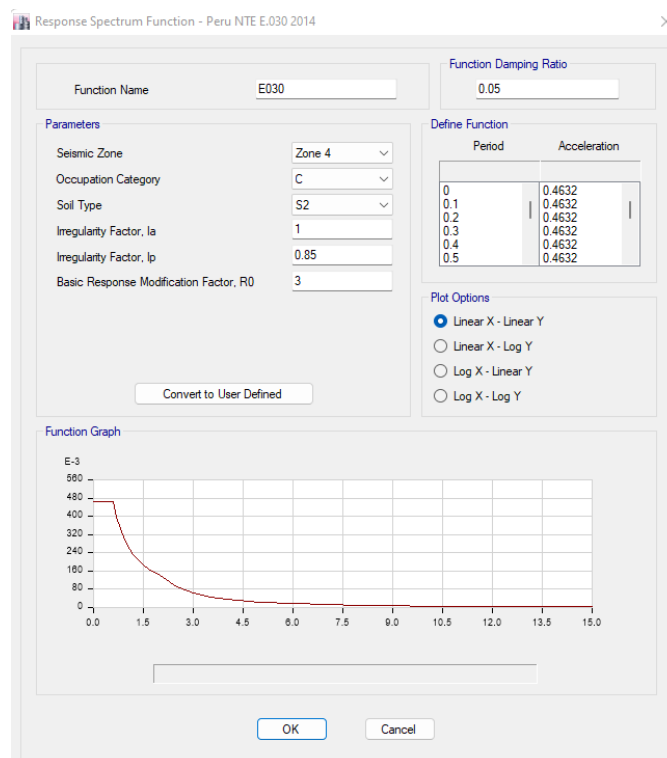 Response Spectrum Function - Peru NTE E.030 2014
Function Name
E030
Function Damping Ratio
0.05
Parameters
Seismic Zone
Zone 4
Occupation Category
C
Soil Type
S2
Irregularity Factor, Ia
1
Irregularity Factor, Ip
0.85
Basic Response Modification Factor, R0
3
Convert to User Defined
Define Function
Period Acceleration
0 0.4632
0.1 0.4632
0.2 0.4632
0.3 0.4632
0.4 0.4632
0.5 0.4632
Plot Options
Linear X - Linear Y
Linear X - Log Y
Log X - Linear Y
Log X - Log Y
Function Graph
E-3
560
480
400
320
240
160
80
0
0.0 1.5 3.0 4.5 6.0 7.5 9.0 10.5 12.0 13.5 15.0
OK Cancel